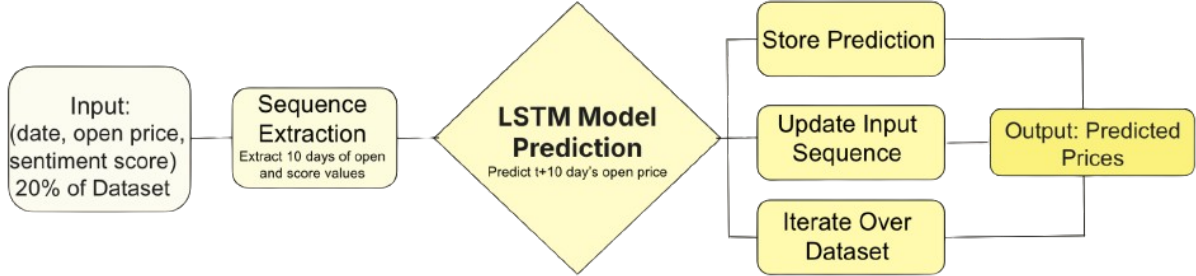 Input:
(date, open price,
sentiment score)
20% of Dataset
Sequence
Extraction
Extract 10 days of open
and score values
LSTM Model
Prediction
Predict t+10 day's open price
Store Prediction
Update Input
Sequence
Iterate Over
Dataset
Output: Predicted
Prices